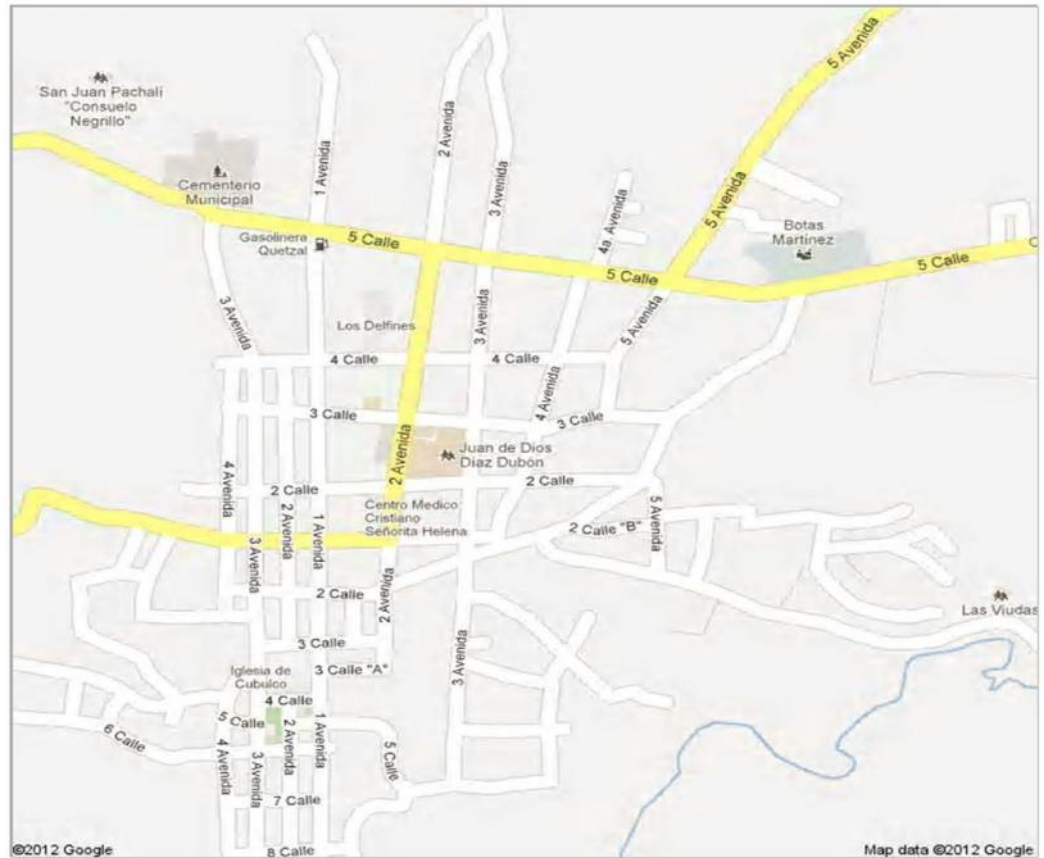 5 Avenida
San Juan Pachalí
"Consuelo
Negrillo"
2 Avenida
1 Avenida
3 Avenida
Cementerio
Municipal
5 Avenida
4a. Avenida
Botas
Martínez
Gasolinera
Quetzal
5 Calle
5 Calle
5 Calle
C
3 Avenida
3 Avenida
5 Avenida
Los Delfines
4 Calle
4 Calle
4 Avenida
3 Calle
3 Calle
2 Avenida
Juan de Dios
Díaz Dubón
4 Avenida
2 Calle
2 Calle
5 Avenida
Centro Medico
Cristiano
Señorita Helena
2 Avenida
1 Avenida
2 Calle "B"
3 Avenida
2 Calle
2 Avenida
Las Viudas
3 Calle
3 Avenida
Iglesia de
Cubulco
3 Calle "A"
4 Calle
5 Calle
6 Calle
2 Avenida
1 Avenida
5 Calle
4 Avenida
3 Avenida
7 Calle
8 Calle
©2012 Google
Map data ©2012 Google